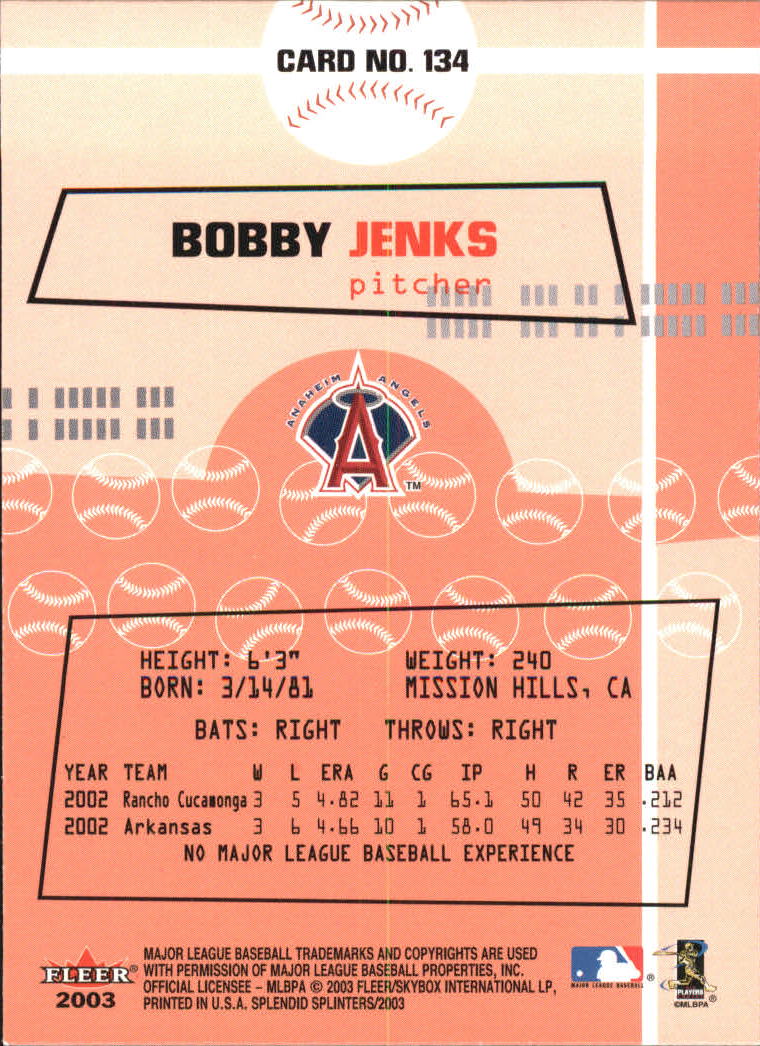 CARD NO. 134
BOBBY JENKS
pitcher
ANAHEIM ANGELS
A
TM
HEIGHT: 6'3" WEIGHT: 240
BORN: 3/14/81 MISSION HILLS, CA
BATS: RIGHT THROWS: RIGHT
YEAR TEAM W L ERA G CG IP H R ER BAA
2002 Rancho Cucamonga 3 5 4.82 11 1 65.1 50 42 35 .212
2002 Arkansas 3 6 4.66 10 1 58.0 49 34 30 .234
NO MAJOR LEAGUE BASEBALL EXPERIENCE
FLEER®
2003
MAJOR LEAGUE BASEBALL TRADEMARKS AND COPYRIGHTS ARE USED
WITH PERMISSION OF MAJOR LEAGUE BASEBALL PROPERTIES, INC.
OFFICIAL LICENSEE – MLBPA © 2003 FLEER/SKYBOX INTERNATIONAL LP,
PRINTED IN U.S.A. SPLENDID SPLINTERS/2003
MAJOR LEAGUE BASEBALL ®
PLAYERS
®
©MLBPA